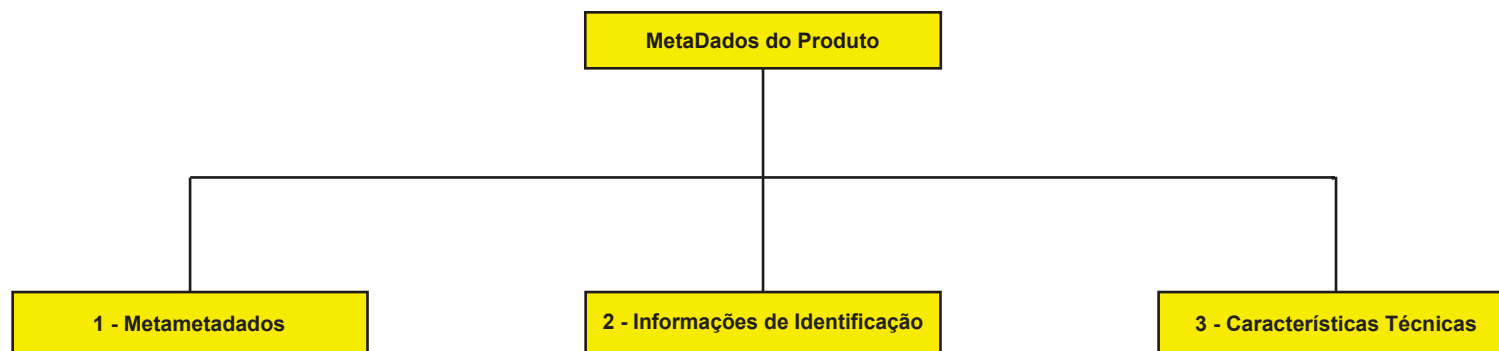 MetaDados do Produto
1 - Metametadados
2 - Informações de Identificação
3 - Características Técnicas